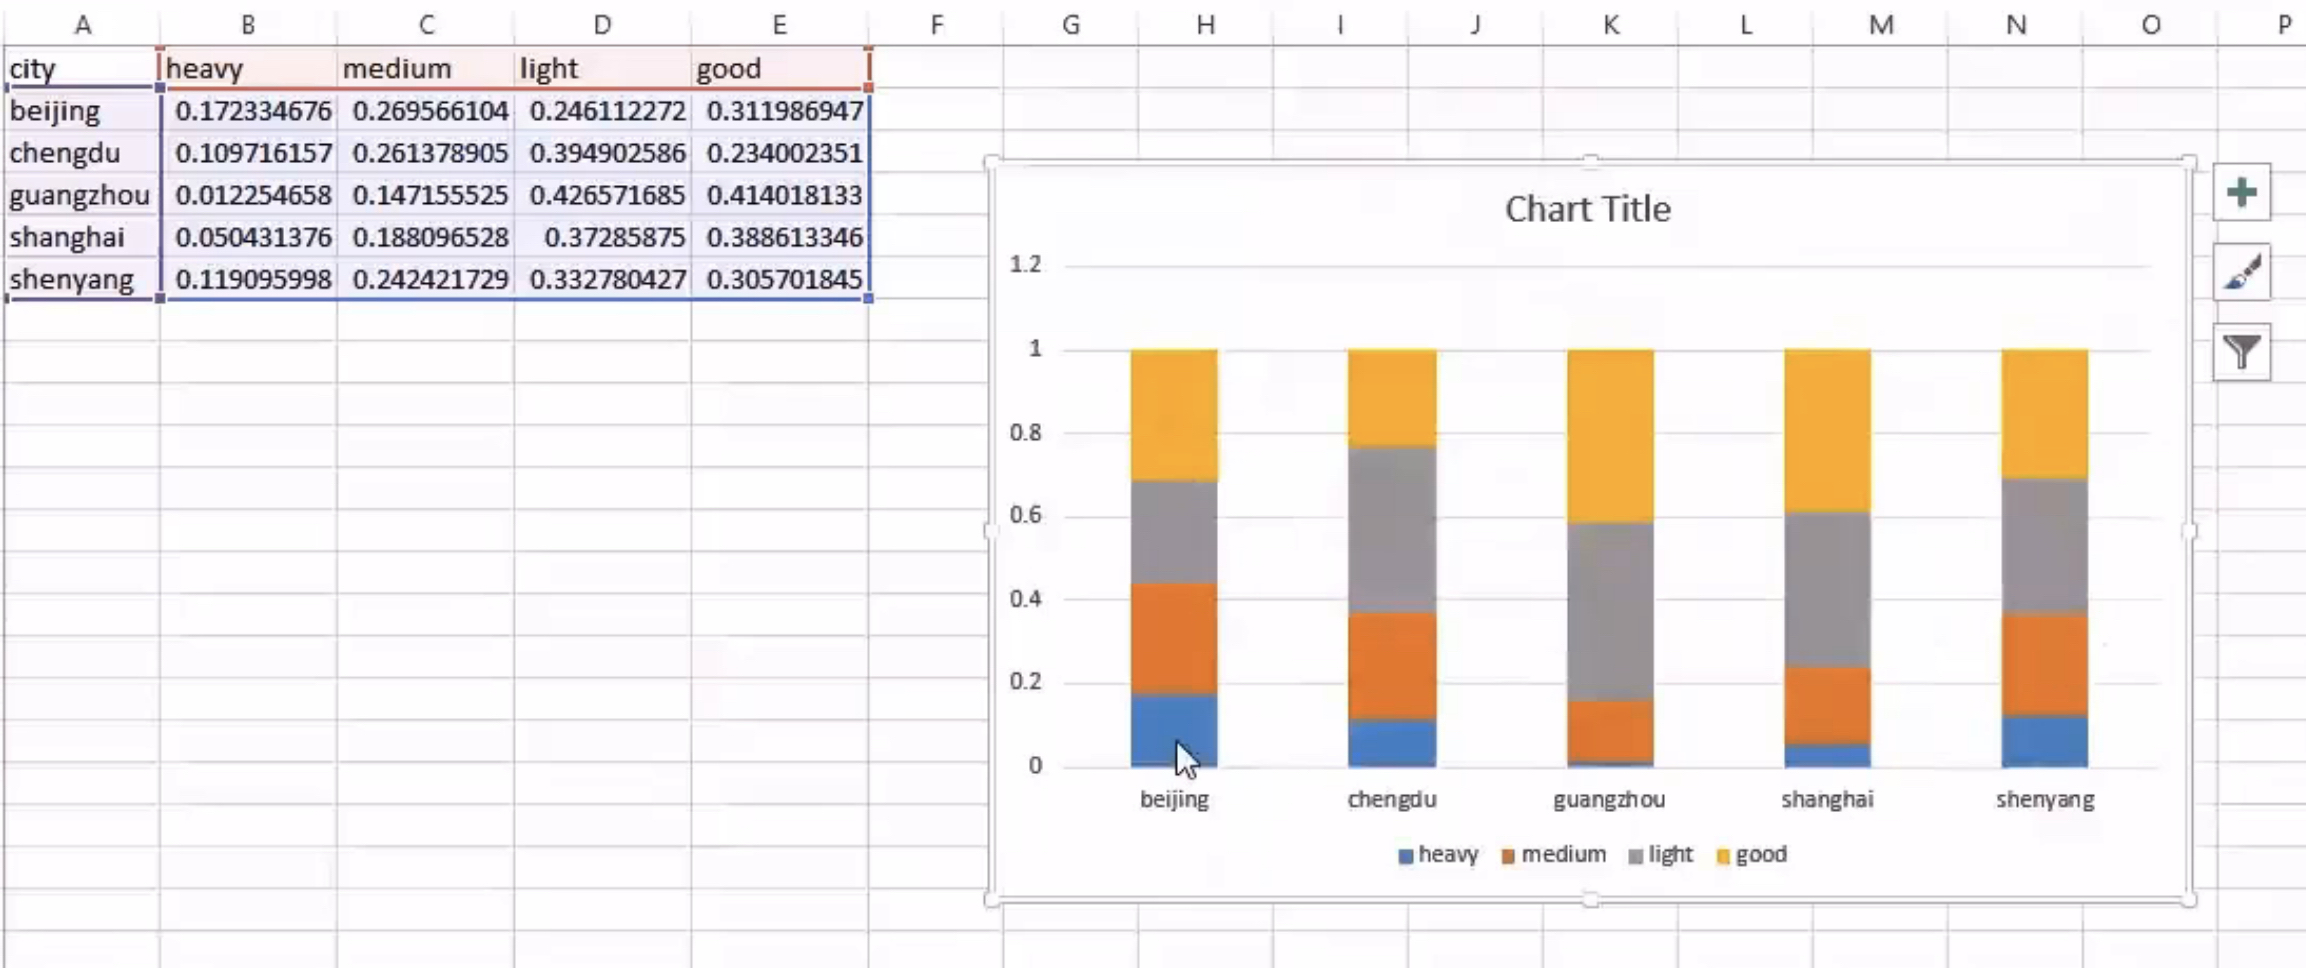 A B C D E F G H I J K L M N O P
city heavy medium light good
beijing 0.172334676 0.269566104 0.246112272 0.311986947
chengdu 0.109716157 0.261378905 0.394902586 0.234002351
guangzhou 0.012254658 0.147155525 0.426571685 0.414018133
shanghai 0.050431376 0.188096528 0.37285875 0.388613346
shenyang 0.119095998 0.242421729 0.332780427 0.305701845
Chart Title
1.2
1
0.8
0.6
0.4
0.2
0
beijing chengdu guangzhou shanghai shenyang
heavy medium light good